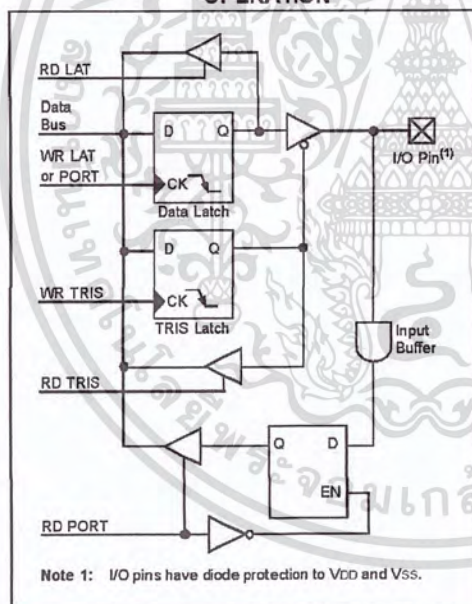 OPERATION
RD LAT
Data
Bus
D Q
WR LAT
or PORT
CK
Data Latch
I/O Pin(1)
D Q
WR TRIS
CK
TRIS Latch
Input
Buffer
RD TRIS
Q D
EN
RD PORT
Note 1: I/O pins have diode protection to VDD and VSS.